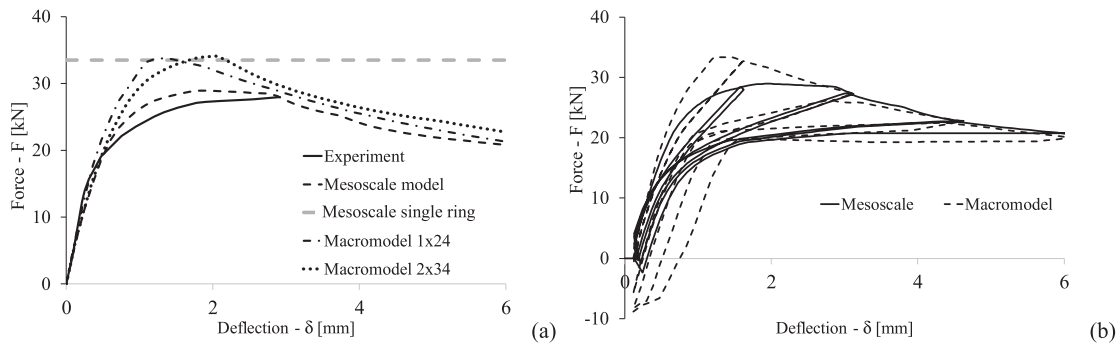 40
30
20
10
0
0
2
4
6
Force - F [kN]
Deflection - δ [mm]
Experiment
Mesoscale model
Mesoscale single ring
Macromodel 1x24
Macromodel 2x34
(a)
40
30
20
10
0
-10
0
2
4
6
Force - F [kN]
Deflection - δ [mm]
Mesoscale
Macromodel
(b)